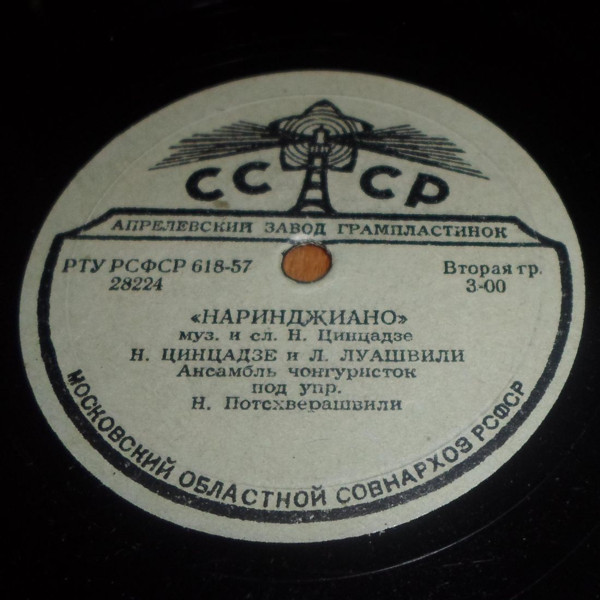 СССР
АПРЕЛЕВСКИЙ ЗАВОД ГРАМПЛАСТИНОК
РТУ РСФСР 618-57
28224
Вторая гр.
3-00
«НАРИНДЖИАНО»
муз. и сл. Н. Цинцадзе
Н. ЦИНЦАДЗЕ и Л. ЛУАШВИЛИ
Ансамбль чонгуристок
под упр.
Н. Потсхверашвили
МОСКОВСКИЙ ОБЛАСТНОЙ СОВНАРХОЗ РСФСР